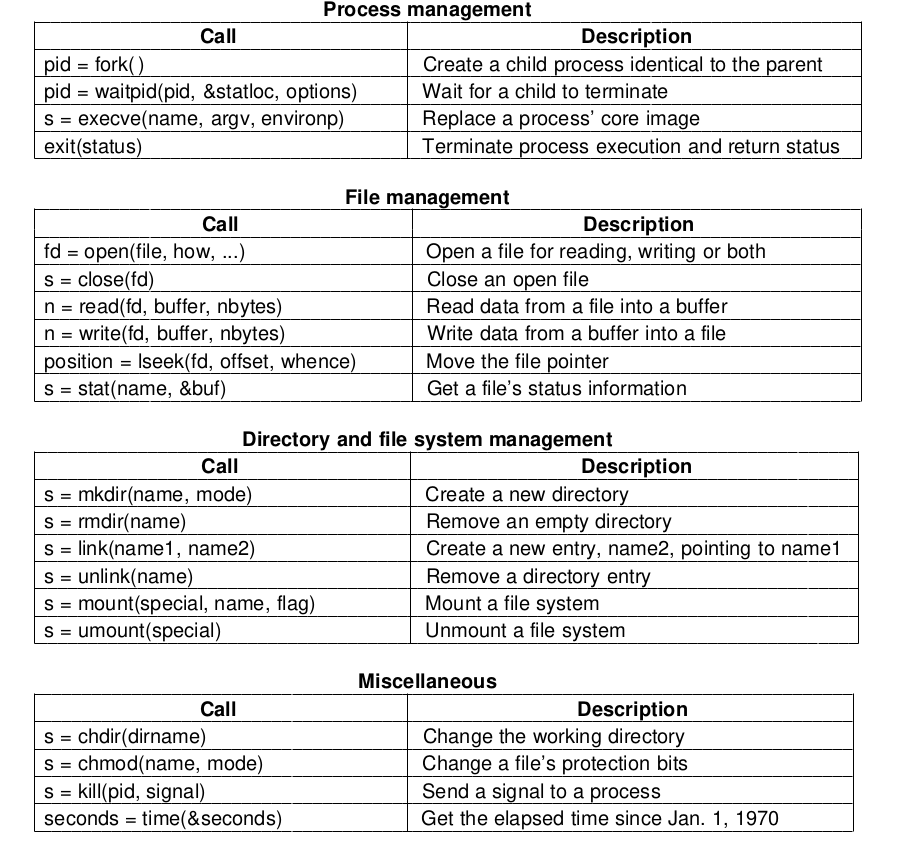 Process management
Call Description
pid = fork( ) Create a child process identical to the parent
pid = waitpid(pid, &statloc, options) Wait for a child to terminate
s = execve(name, argv, environp) Replace a process' core image
exit(status) Terminate process execution and return status
File management
Call Description
fd = open(file, how, ...) Open a file for reading, writing or both
s = close(fd) Close an open file
n = read(fd, buffer, nbytes) Read data from a file into a buffer
n = write(fd, buffer, nbytes) Write data from a buffer into a file
position = lseek(fd, offset, whence) Move the file pointer
s = stat(name, &buf) Get a file's status information
Directory and file system management
Call Description
s = mkdir(name, mode) Create a new directory
s = rmdir(name) Remove an empty directory
s = link(name1, name2) Create a new entry, name2, pointing to name1
s = unlink(name) Remove a directory entry
s = mount(special, name, flag) Mount a file system
s = umount(special) Unmount a file system
Miscellaneous
Call Description
s = chdir(dirname) Change the working directory
s = chmod(name, mode) Change a file's protection bits
s = kill(pid, signal) Send a signal to a process
seconds = time(&seconds) Get the elapsed time since Jan. 1, 1970